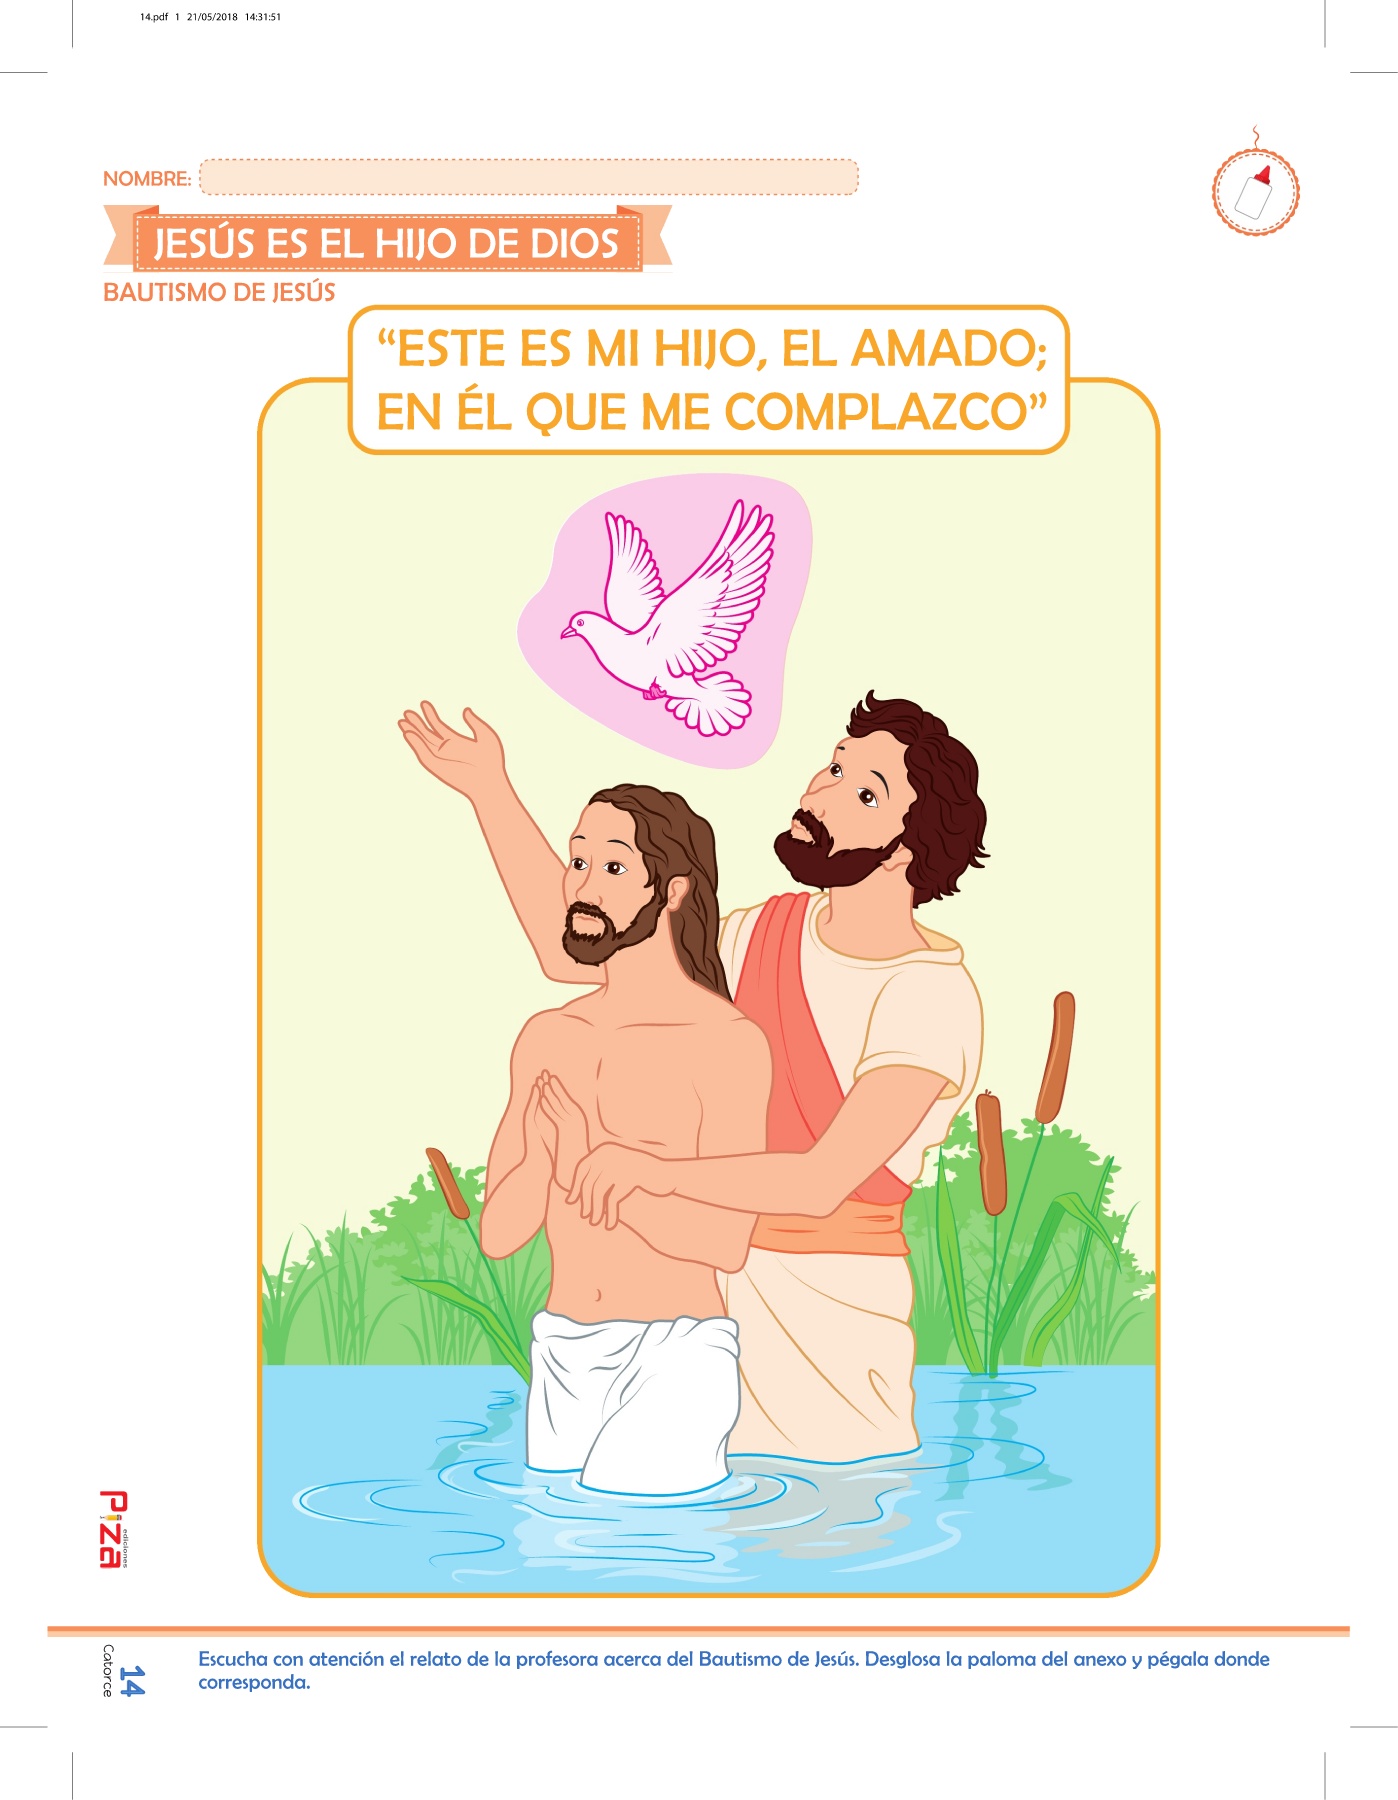 14.pdf 1 21/05/2018 14:31:51
NOMBRE:
JESÚS ES EL HIJO DE DIOS
BAUTISMO DE JESÚS
“ESTE ES MI HIJO, EL AMADO;
EN ÉL QUE ME COMPLAZCO”
Piza
ediciones
14
Catorce
Escucha con atención el relato de la profesora acerca del Bautismo de Jesús. Desglosa la paloma del anexo y pégala donde
corresponda.